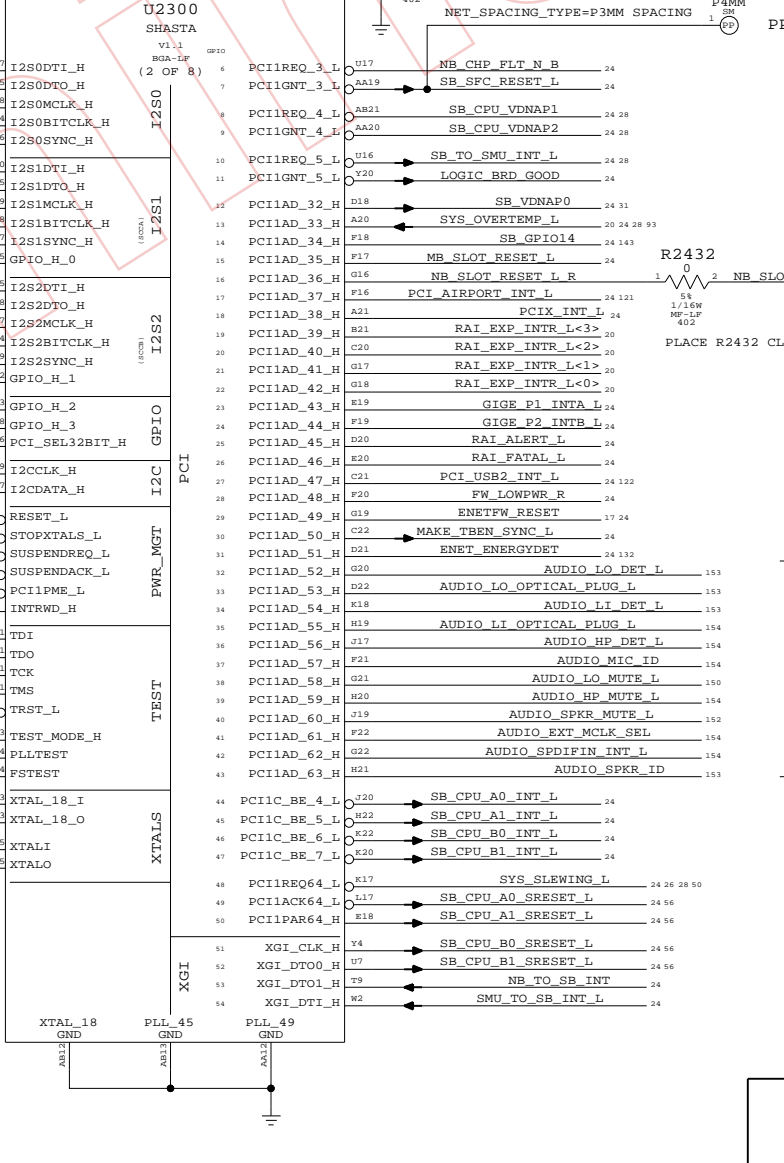 402
U2300
SHASTA
V1.1
BGA-LF
(2 OF 8)
GPIO
NET_SPACING_TYPE=P3MM SPACING
P4MM
SM
1
PP
I2S0DTI_H
I2S0DTO_H
I2S0MCLK_H
I2S0BITCLK_H
I2S0SYNC_H
I2S0
I2S1DTI_H
I2S1DTO_H
I2S1MCLK_H
I2S1BITCLK_H
I2S1SYNC_H
GPIO_H_0
(SCCA)
I2S1
I2S2DTI_H
I2S2DTO_H
I2S2MCLK_H
I2S2BITCLK_H
I2S2SYNC_H
GPIO_H_1
(SCCB)
I2S2
GPIO_H_2
GPIO_H_3
PCI_SEL32BIT_H
GPIO
I2CCLK_H
I2CDATA_H
I2C
RESET_L
STOPXTALS_L
SUSPENDREQ_L
SUSPENDACK_L
PCI1PME_L
INTRWD_H
PWR_MGT
TDI
TDO
TCK
TMS
TRST_L
TEST_MODE_H
PLLTEST
FSTEST
TEST
XTAL_18_I
XTAL_18_O
XTALI
XTALO
XTALS
PCI
XGI
6 PCI1REQ_3_L U17 NB_CHP_FLT_N_B 24
7 PCI1GNT_3_L AA19 SB_SFC_RESET_L 24
8 PCI1REQ_4_L AB21 SB_CPU_VDNAP1 24 28
9 PCI1GNT_4_L AA20 SB_CPU_VDNAP2 24 28
10 PCI1REQ_5_L U16 SB_TO_SMU_INT_L 24 28
11 PCI1GNT_5_L Y20 LOGIC_BRD_GOOD 24
12 PCI1AD_32_H D18 SB_VDNAP0 24 31
13 PCI1AD_33_H A20 SYS_OVERTEMP_L 20 24 28 93
14 PCI1AD_34_H F18 SB_GPIO14 24 143
15 PCI1AD_35_H F17 MB_SLOT_RESET_L 24
16 PCI1AD_36_H G16 NB_SLOT_RESET_L_R
17 PCI1AD_37_H F16 PCI_AIRPORT_INT_L 24 121
18 PCI1AD_38_H A21 PCIX_INT_L 24
19 PCI1AD_39_H B21 RAI_EXP_INTR_L<3> 20
20 PCI1AD_40_H C20 RAI_EXP_INTR_L<2> 20
21 PCI1AD_41_H G17 RAI_EXP_INTR_L<1> 20
22 PCI1AD_42_H G18 RAI_EXP_INTR_L<0> 20
23 PCI1AD_43_H E19 GIGE_P1_INTA_L 24
24 PCI1AD_44_H F19 GIGE_P2_INTB_L 24
25 PCI1AD_45_H D20 RAI_ALERT_L 24
26 PCI1AD_46_H E20 RAI_FATAL_L 24
27 PCI1AD_47_H C21 PCI_USB2_INT_L 24 122
28 PCI1AD_48_H F20 FW_LOWPWR_R 24
29 PCI1AD_49_H G19 ENETFW_RESET 17 24
30 PCI1AD_50_H C22 MAKE_TBEN_SYNC_L 24
31 PCI1AD_51_H D21 ENET_ENERGYDET 24 132
32 PCI1AD_52_H G20 AUDIO_LO_DET_L 153
33 PCI1AD_53_H D22 AUDIO_LO_OPTICAL_PLUG_L 153
34 PCI1AD_54_H K18 AUDIO_LI_DET_L 153
35 PCI1AD_55_H H19 AUDIO_LI_OPTICAL_PLUG_L 154
36 PCI1AD_56_H J17 AUDIO_HP_DET_L 154
37 PCI1AD_57_H F21 AUDIO_MIC_ID 154
38 PCI1AD_58_H G21 AUDIO_LO_MUTE_L 150
39 PCI1AD_59_H H20 AUDIO_HP_MUTE_L 154
40 PCI1AD_60_H J19 AUDIO_SPKR_MUTE_L 152
41 PCI1AD_61_H F22 AUDIO_EXT_MCLK_SEL 154
42 PCI1AD_62_H G22 AUDIO_SPDIFIN_INT_L 154
43 PCI1AD_63_H H21 AUDIO_SPKR_ID 153
44 PCI1C_BE_4_L J20 SB_CPU_A0_INT_L 24
45 PCI1C_BE_5_L H22 SB_CPU_A1_INT_L 24
46 PCI1C_BE_6_L K22 SB_CPU_B0_INT_L 24
47 PCI1C_BE_7_L K20 SB_CPU_B1_INT_L 24
48 PCI1REQ64_L K17 SYS_SLEWING_L 24 26 28 50
49 PCI1ACK64_L L17 SB_CPU_A0_SRESET_L 24 56
50 PCI1PAR64_H E18 SB_CPU_A1_SRESET_L 24 56
51 XGI_CLK_H Y4 SB_CPU_B0_SRESET_L 24 56
52 XGI_DTO0_H U7 SB_CPU_B1_SRESET_L 24 56
53 XGI_DTO1_H T9 NB_TO_SB_INT 24
54 XGI_DTI_H W2 SMU_TO_SB_INT_L 24
R2432
0
1 2 NB_SLO
5%
1/16W
MF-LF
402
PLACE R2432 CL
XTAL_18 PLL_45 PLL_49
GND GND GND
AB12 AB13 AA12